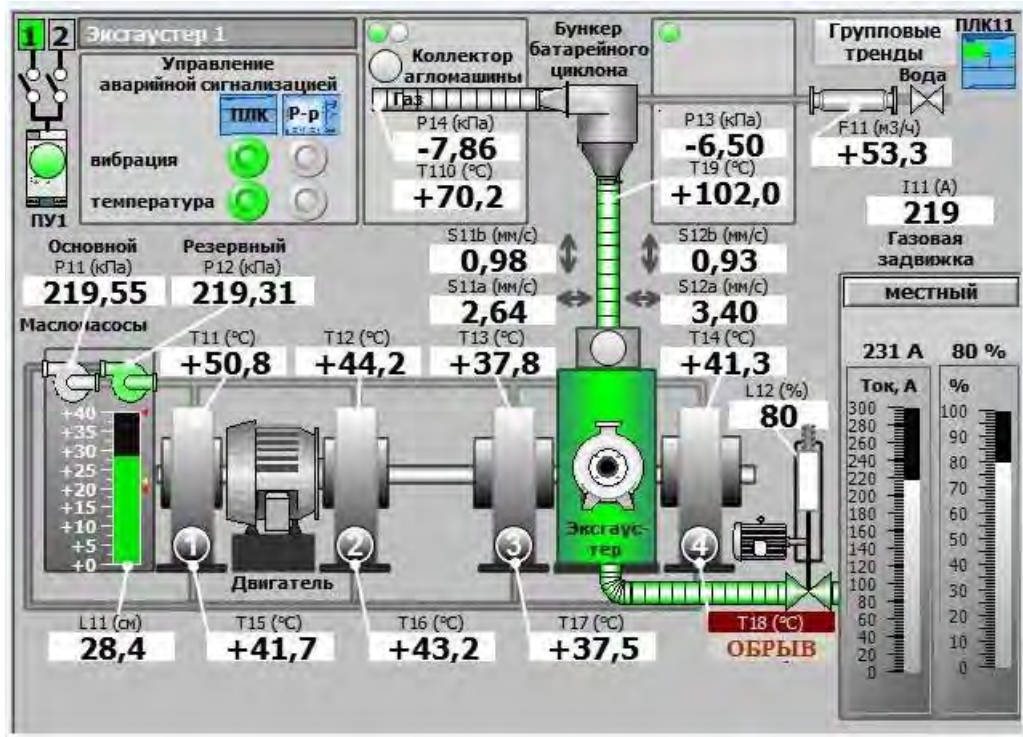 1 2
Эксгаустер 1
Управление
аварийной сигнализацией
ПЛК Р-р
вибрация
температура
ПУ1
Коллектор
агломашины
Газ
P14 (кПа)
-7,86
T110 (°C)
+70,2
Бункер
батарейного
циклона
P13 (кПа)
-6,50
T19 (°C)
+102,0
Групповые
тренды
ПЛК11
Вода
F11 (м3/ч)
+53,3
I11 (А)
219
Газовая
задвижка
местный
Основной
P11 (кПа)
219,55
Резервный
P12 (кПа)
219,31
Маслонасосы
S11b (мм/с)
0,98
S12b (мм/с)
0,93
S11a (мм/с)
2,64
S12a (мм/с)
3,40
T11 (°C)
+50,8
T12 (°C)
+44,2
T13 (°C)
+37,8
T14 (°C)
+41,3
L12 (%)
80
231 А
80 %
Ток, А
%
300
280
260
240
220
200
180
160
140
120
100
80
60
40
20
0
100
90
80
70
60
50
40
30
20
10
0
+40
+35
+30
+25
+20
+15
+10
+5
+0
1
2
3
4
Двигатель
Эксгаус-
тер
L11 (см)
28,4
T15 (°C)
+41,7
T16 (°C)
+43,2
T17 (°C)
+37,5
T18 (°C)
ОБРЫВ